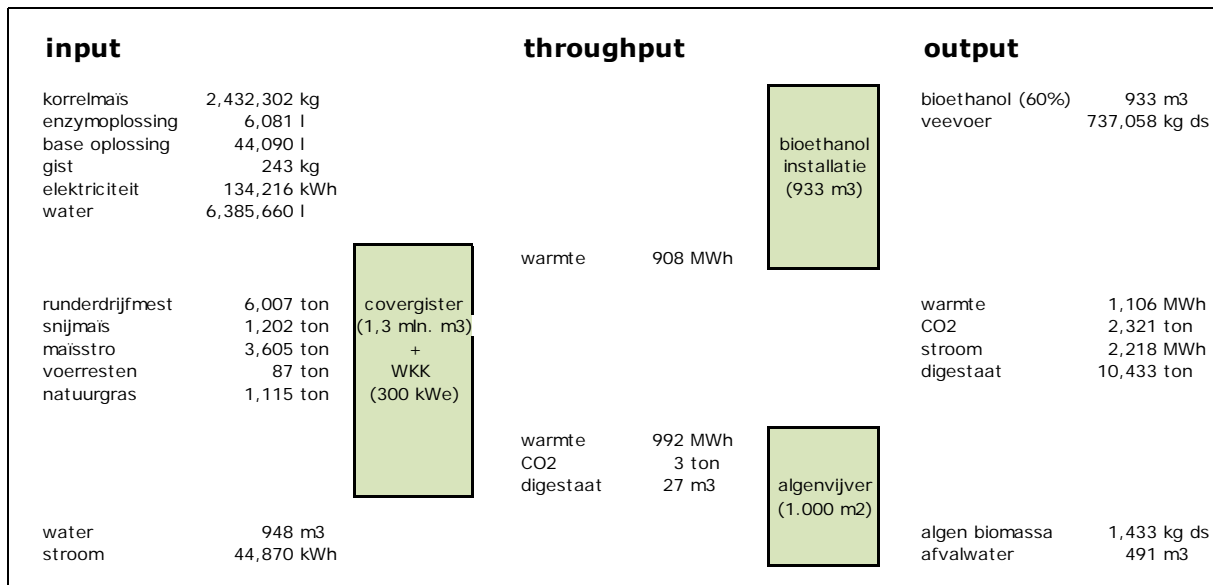 input throughput output
korrelmaïs 2,432,302 kg bioethanol (60%) 933 m3
enzymoplossing 6,081 l veevoer 737,058 kg ds
base oplossing 44,090 l bioethanol
gist 243 kg installatie
elektriciteit 134,216 kWh (933 m3)
water 6,385,660 l
warmte 908 MWh
runderdrijfmest 6,007 ton covergister warmte 1,106 MWh
snijmaïs 1,202 ton (1,3 mln. m3) CO2 2,321 ton
maïsstro 3,605 ton + stroom 2,218 MWh
voerresten 87 ton WKK digestaat 10,433 ton
natuurgras 1,115 ton (300 kWe)
warmte 992 MWh
CO2 3 ton
digestaat 27 m3 algenvijver
(1.000 m2)
water 948 m3 algen biomassa 1,433 kg ds
stroom 44,870 kWh afvalwater 491 m3